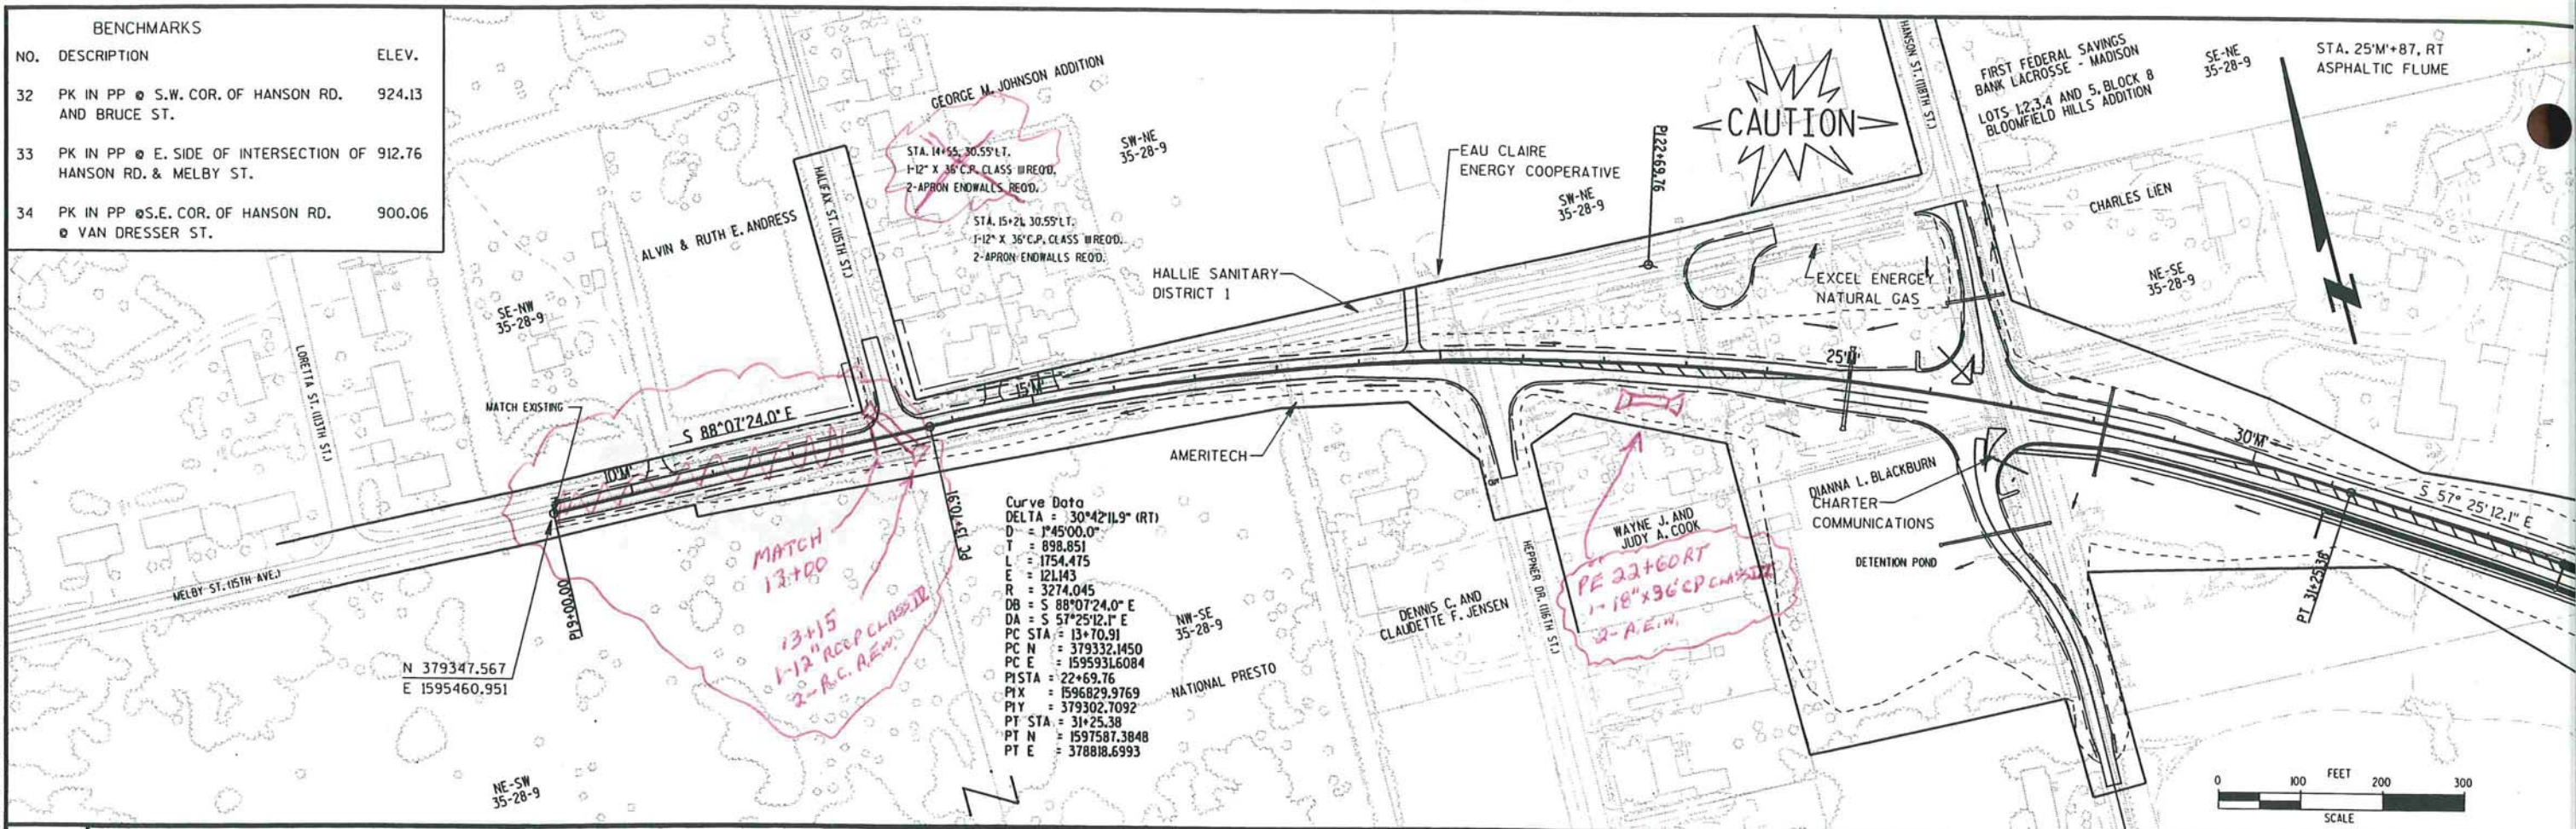 BENCHMARKS
NO. DESCRIPTION ELEV.
32 PK IN PP @ S.W. COR. OF HANSON RD. 924.13
AND BRUCE ST.
33 PK IN PP @ E. SIDE OF INTERSECTION OF 912.76
HANSON RD. & MELBY ST.
34 PK IN PP @S.E. COR. OF HANSON RD. 900.06
@ VAN DRESSER ST.
GEORGE M. JOHNSON ADDITION
STA. 14+55, 30.55' LT.
1-12" X 36' C.P. CLASS III REQ'D.
2-APRON ENDWALLS REQ'D.
SW-NE
35-28-9
STA. 15+21, 30.55' LT.
1-12" X 36' C.P. CLASS III REQ'D.
2-APRON ENDWALLS REQ'D.
ALVIN & RUTH E. ANDRESS
HALIFAX ST. (115TH ST.)
SE-NW
35-28-9
LORETTA ST. (113TH ST.)
MATCH EXISTING
S 88°07'24.0" E
10'M'
15'M'
HALLIE SANITARY
DISTRICT 1
EAU CLAIRE
ENERGY COOPERATIVE
SW-NE
35-28-9
PI 22+69.76
CAUTION
HANSON ST. (118TH ST.)
FIRST FEDERAL SAVINGS
BANK LACROSSE - MADISON
LOTS 1,2,3,4 AND 5, BLOCK 8
BLOOMFIELD HILLS ADDITION
SE-NE
35-28-9
STA. 25'M'+87, RT
ASPHALTIC FLUME
CHARLES LIEN
NE-SE
35-28-9
EXCEL ENERGEY
NATURAL GAS
25'M'
30'M'
S 57° 25' 12.1" E
AMERITECH
DIANNA L. BLACKBURN
CHARTER
COMMUNICATIONS
DETENTION POND
PT 31+25.38
WAYNE J. AND
JUDY A. COOK
HEPPNER DR. (116TH ST.)
DENNIS C. AND
CLAUDETTE F. JENSEN
PE 22+60 RT
1-18"x36' CP CLASS III
2-A.E.W.
MELBY ST. (15TH AVE.)
PI 9+00.00
PC 13+70.91
N 379347.567
E 1595460.951
MATCH
13+00
13+15
1-12" RCCP CLASS IV
2-R.C. A.E.W.
Curve Data
DELTA = 30°42'11.9" (RT)
D = 1°45'00.0"
T = 898.851
L = 1754.475
E = 121.143
R = 3274.045
DB = S 88°07'24.0" E
DA = S 57°25'12.1" E
PC STA = 13+70.91
PC N = 379332.1450
PC E = 1595931.6084
PI STA = 22+69.76
PI X = 1596829.9769
PI Y = 379302.7092
PT STA = 31+25.38
PT N = 1597587.3848
PT E = 378818.6993
NW-SE
35-28-9
NATIONAL PRESTO
NE-SW
35-28-9
FEET
0 100 200 300
SCALE